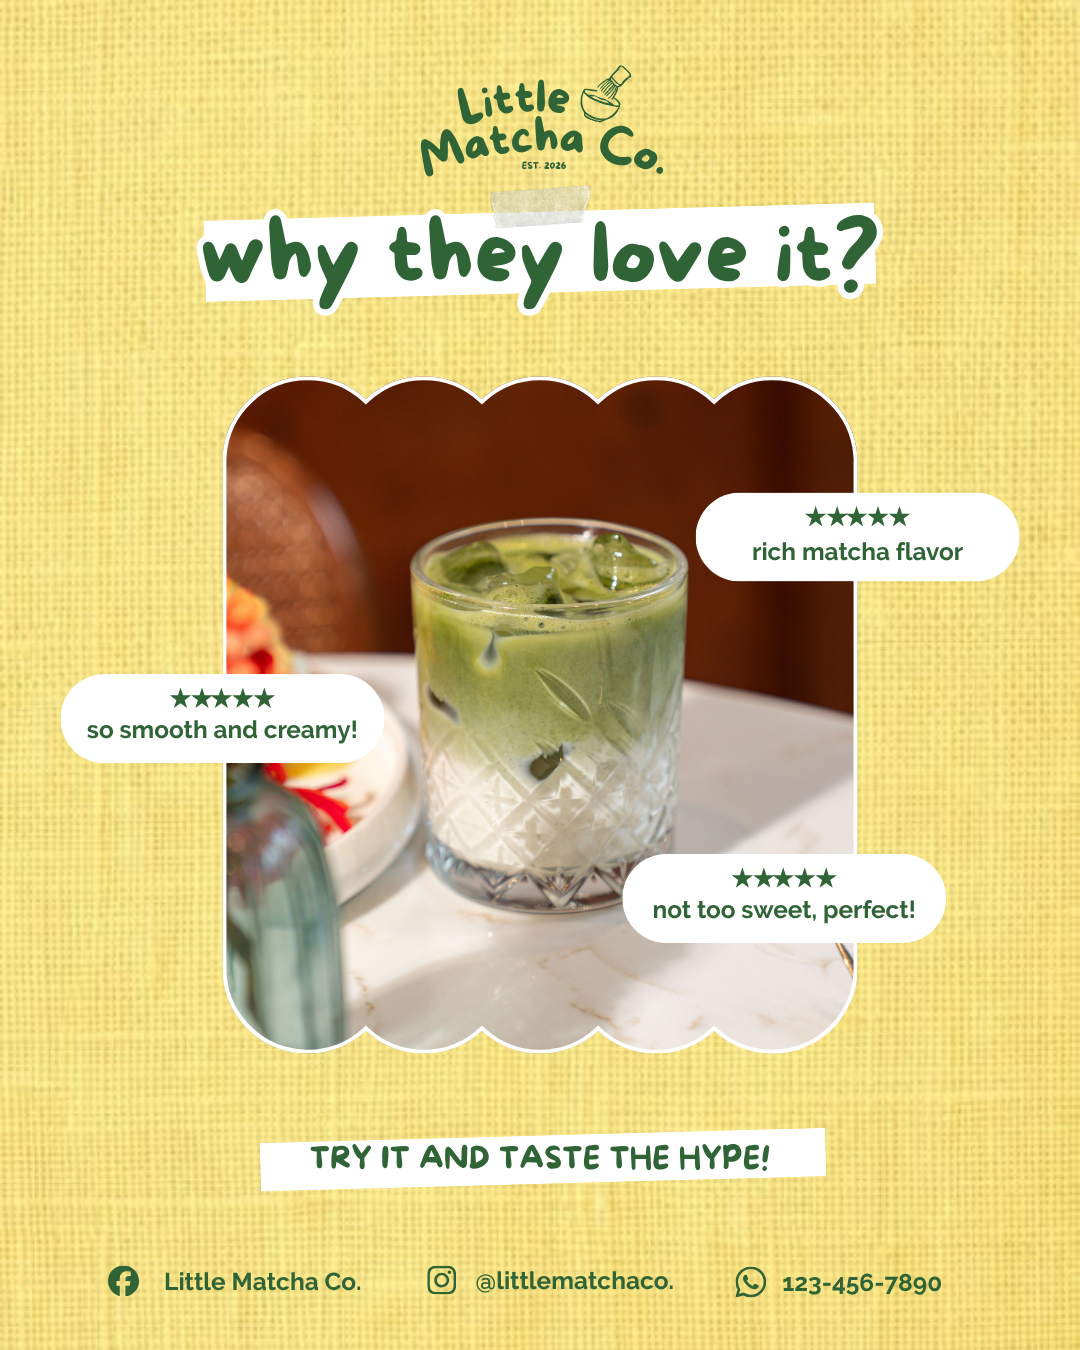 Little
Matcha Co.
EST. 2026
why they love it?
★★★★★
rich matcha flavor
★★★★★
so smooth and creamy!
★★★★★
not too sweet, perfect!
TRY IT AND TASTE THE HYPE!
Little Matcha Co.
@littlematchaco.
123-456-7890